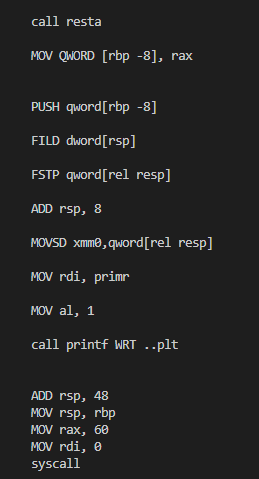 call resta
MOV QWORD [rbp -8], rax
PUSH qword[rbp -8]
FILD dword[rsp]
FSTP qword[rel resp]
ADD rsp, 8
MOVSD xmm0,qword[rel resp]
MOV rdi, primr
MOV al, 1
call printf WRT ..plt
ADD rsp, 48
MOV rsp, rbp
MOV rax, 60
MOV rdi, 0
syscall